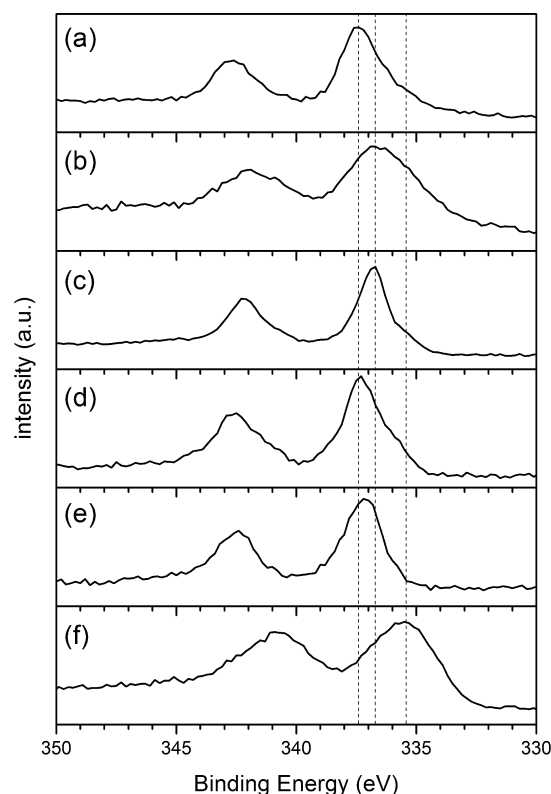 (a)
(b)
(c)
(d)
(e)
(f)
intensity (a.u.)
350 345 340 335 330
Binding Energy (eV)